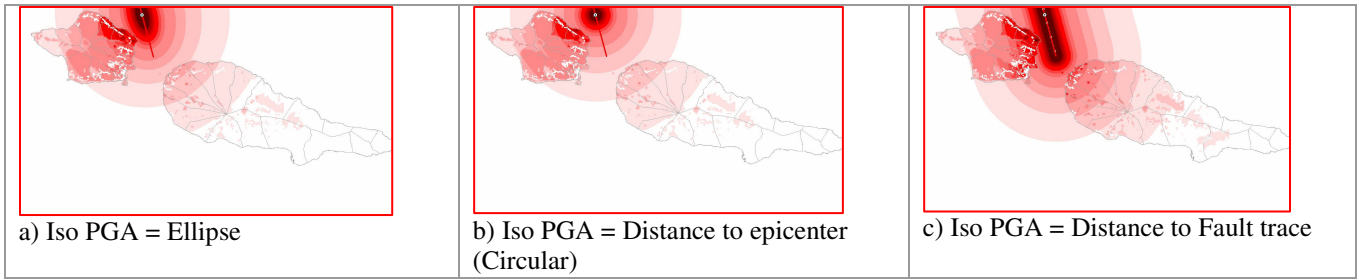 a) Iso PGA = Ellipse
b) Iso PGA = Distance to epicenter
(Circular)
c) Iso PGA = Distance to Fault trace